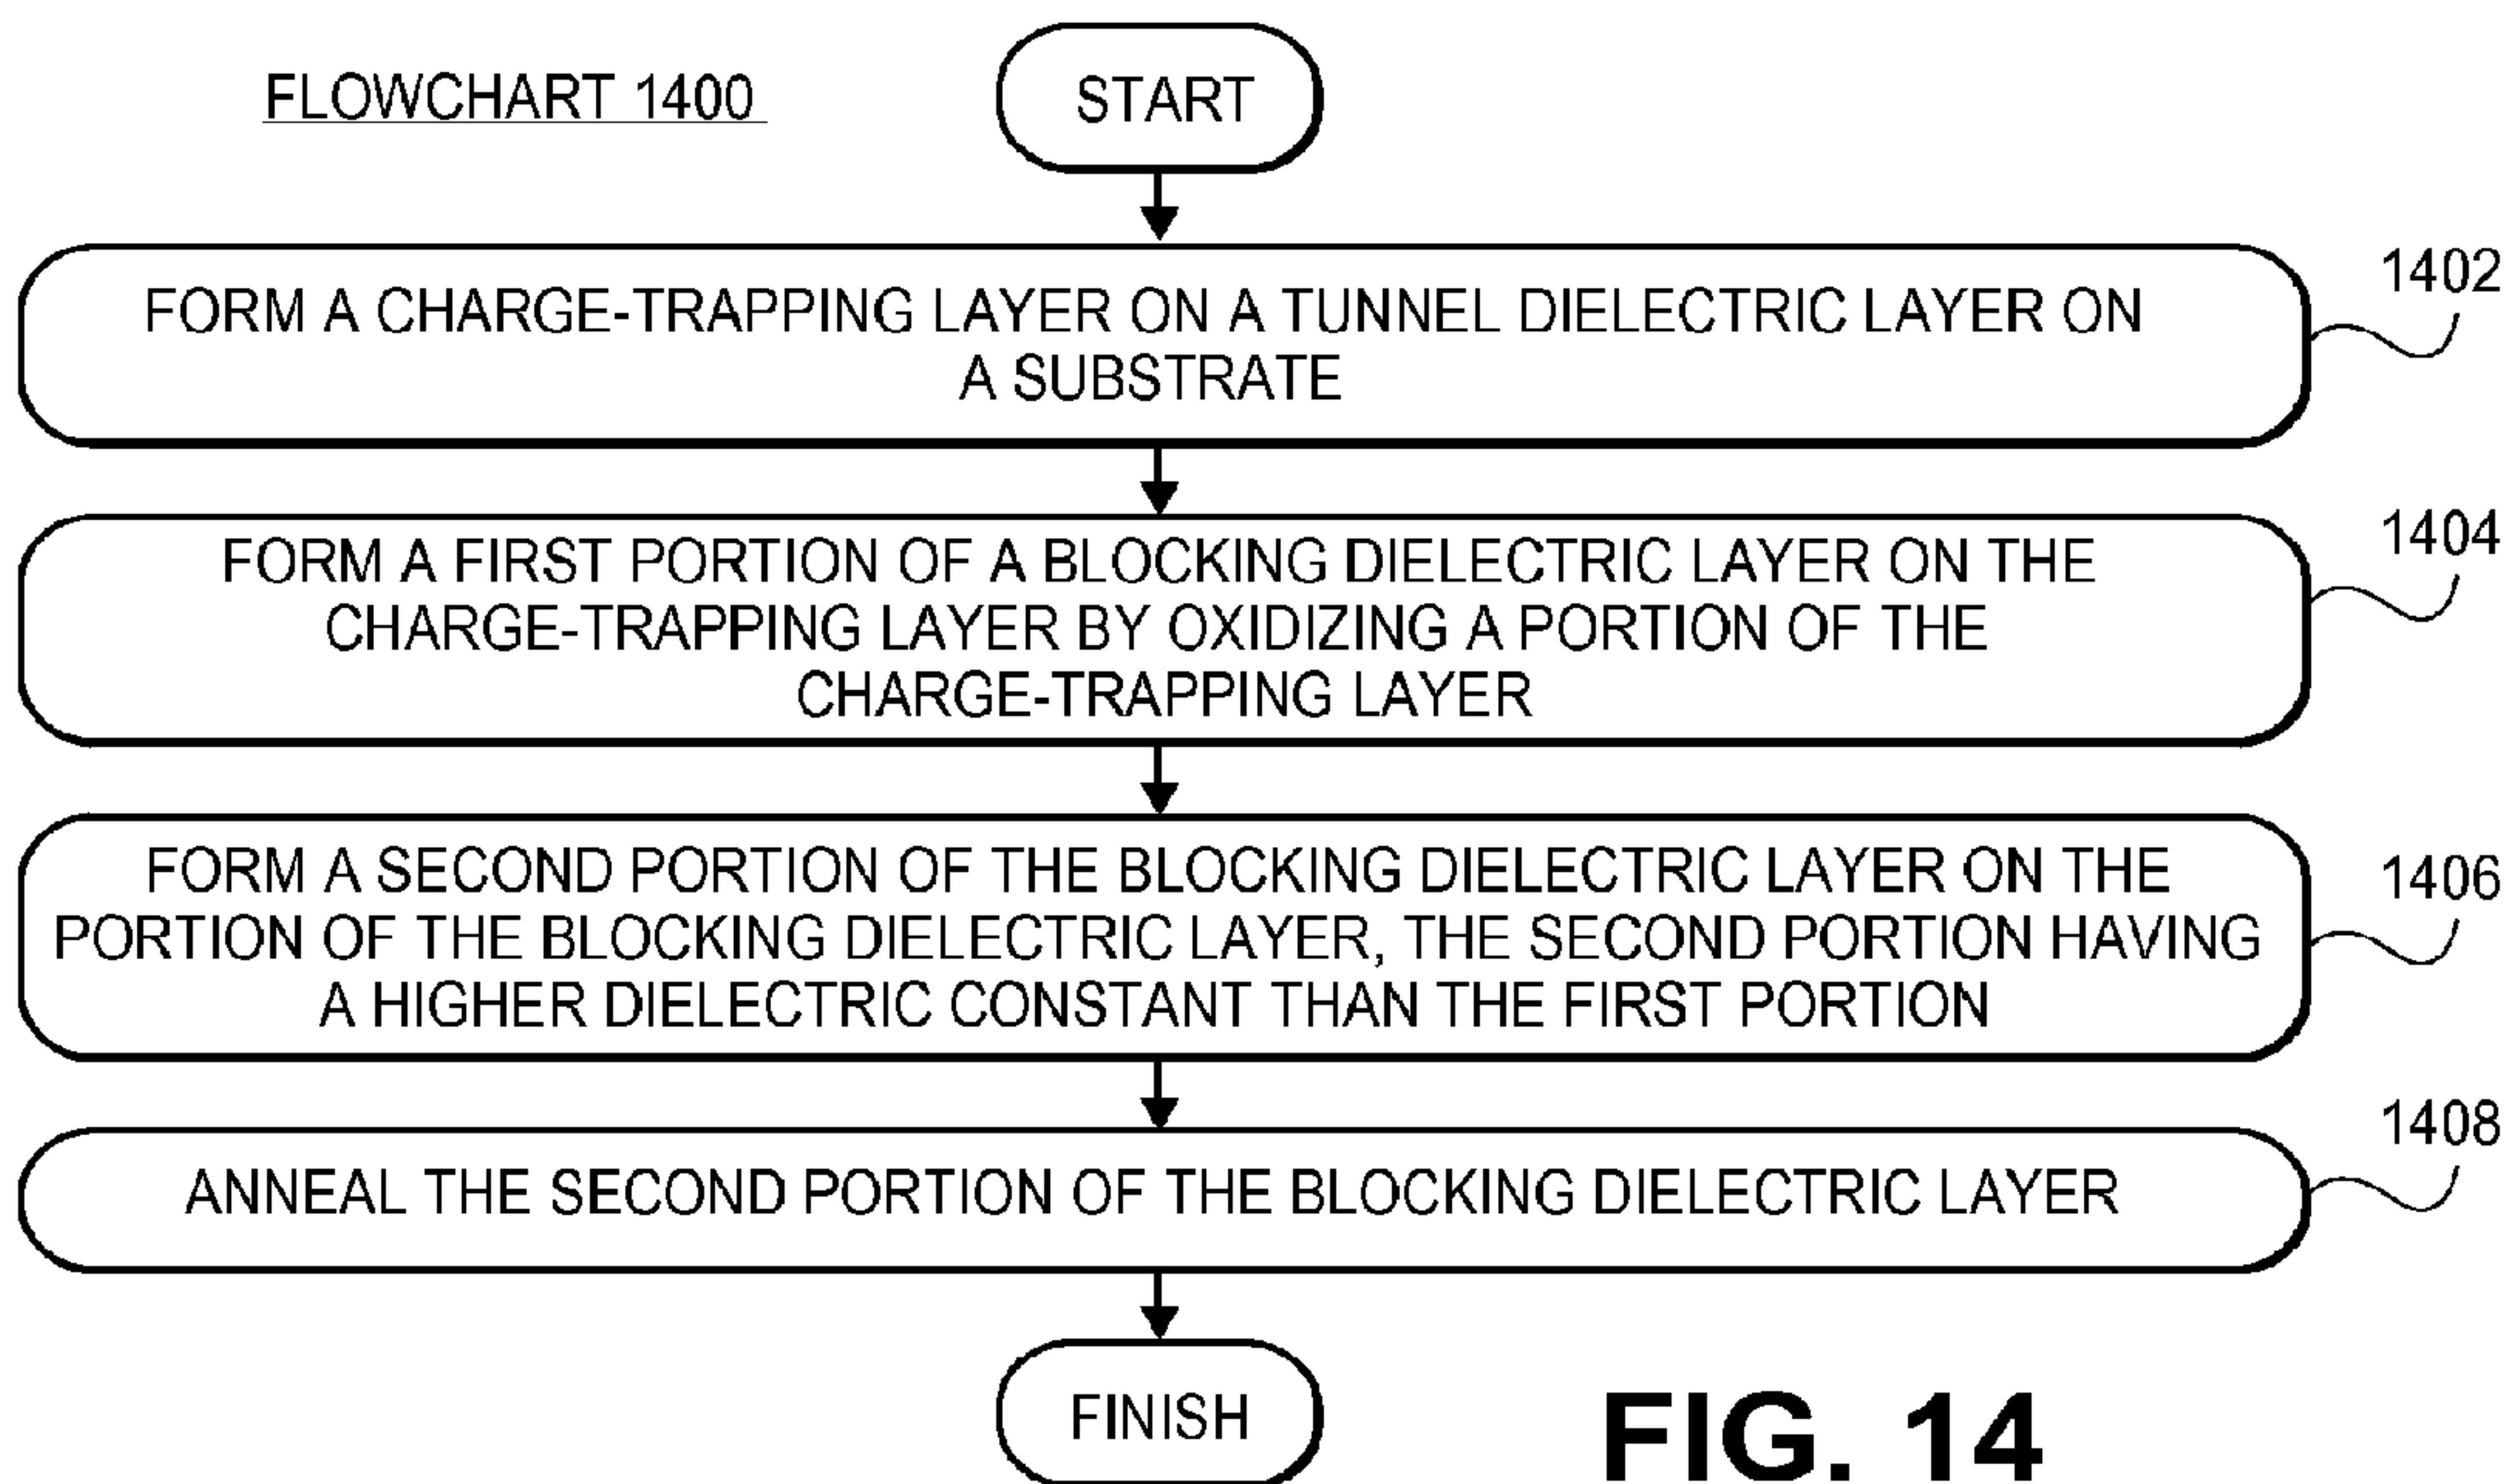 FLOWCHART 1400
START
FORM A CHARGE-TRAPPING LAYER ON A TUNNEL DIELECTRIC LAYER ON
A SUBSTRATE
1402
FORM A FIRST PORTION OF A BLOCKING DIELECTRIC LAYER ON THE
CHARGE-TRAPPING LAYER BY OXIDIZING A PORTION OF THE
CHARGE-TRAPPING LAYER
1404
FORM A SECOND PORTION OF THE BLOCKING DIELECTRIC LAYER ON THE
PORTION OF THE BLOCKING DIELECTRIC LAYER, THE SECOND PORTION HAVING
A HIGHER DIELECTRIC CONSTANT THAN THE FIRST PORTION
1406
ANNEAL THE SECOND PORTION OF THE BLOCKING DIELECTRIC LAYER
1408
FINISH
FIG. 14